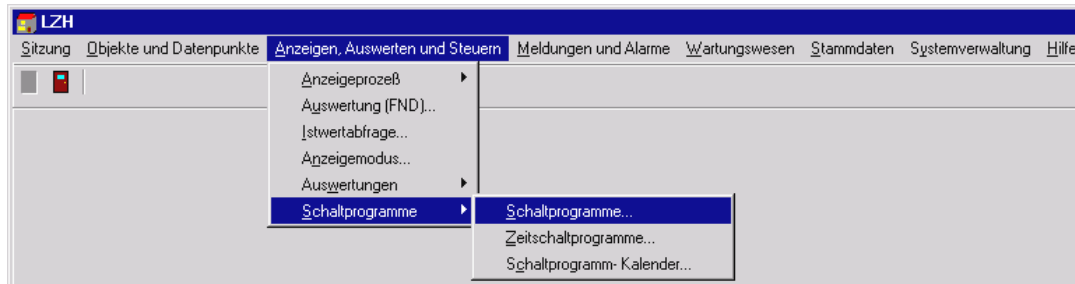 LZH
Sitzung Objekte und Datenpunkte Anzeigen, Auswerten und Steuern Meldungen und Alarme Wartungswesen Stammdaten Systemverwaltung Hilfe
Anzeigeprozeß
Auswertung (FND)...
Istwertabfrage...
Anzeigemodus...
Auswertungen
Schaltprogramme Schaltprogramme...
Zeitschaltprogramme...
Schaltprogramm- Kalender...